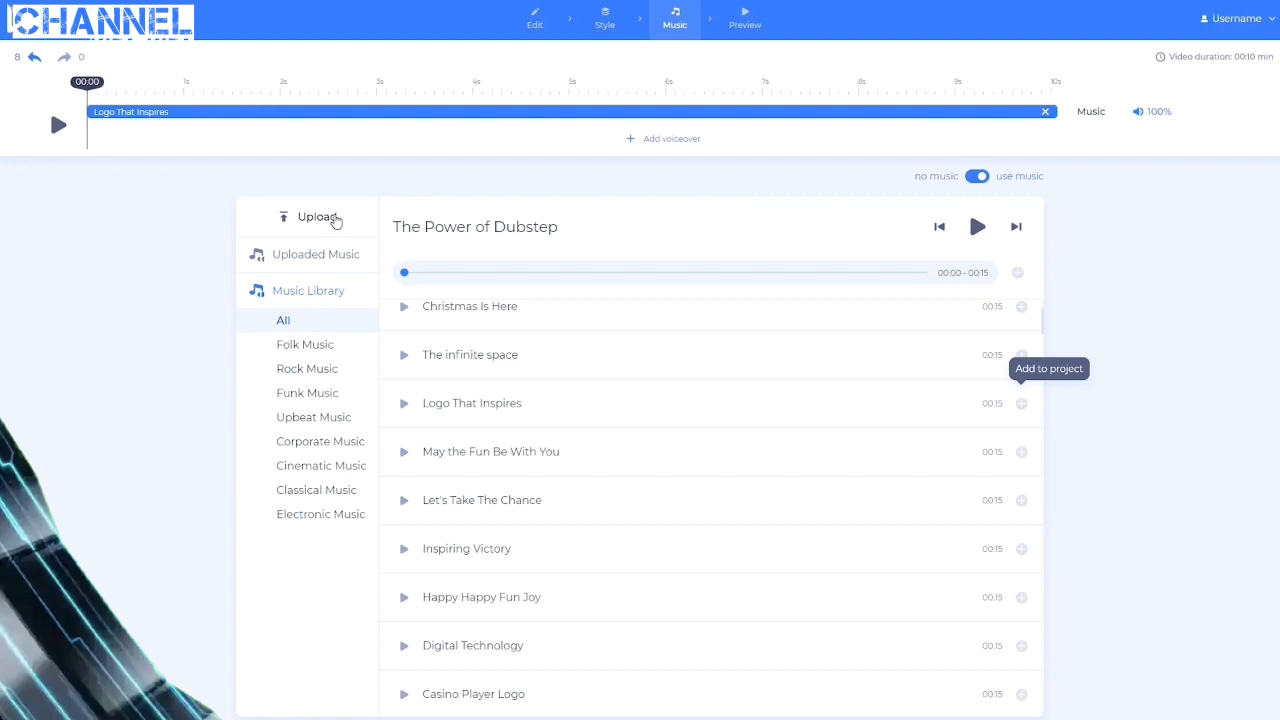 CHANNEL
Edit
Style
Music
Preview
Username
8
0
Video duration: 00:10 min
00:00
1s
2s
3s
4s
5s
6s
7s
8s
9s
10s
Logo That Inspires
Music
100%
Add voiceover
no music
use music
Upload
The Power of Dubstep
Uploaded Music
00:00 - 00:15
Music Library
All
Folk Music
Rock Music
Funk Music
Upbeat Music
Corporate Music
Cinematic Music
Classical Music
Electronic Music
Christmas Is Here
00:15
The infinite space
00:15
Add to project
Logo That Inspires
00:15
May the Fun Be With You
00:15
Let's Take The Chance
00:15
Inspiring Victory
00:15
Happy Happy Fun Joy
00:15
Digital Technology
00:15
Casino Player Logo
00:15